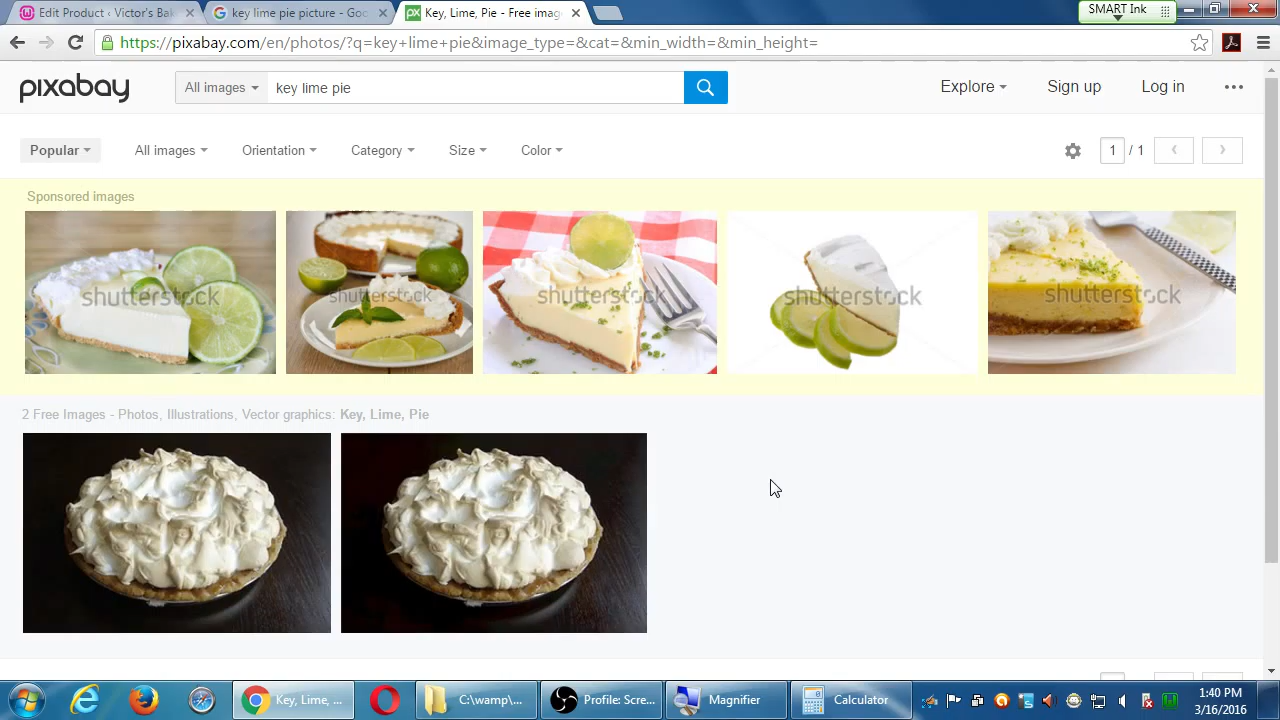 Edit Product ‹ Victor's Bak
key lime pie picture - Goo
Key, Lime, Pie - Free imag
SMART Ink
https://pixabay.com/en/photos/?q=key+lime+pie&image_type=&cat=&min_width=&min_height=
pixabay
All images
key lime pie
Explore
Sign up
Log in
Popular
All images
Orientation
Category
Size
Color
1 / 1
Sponsored images
shutterstock
shutterstock
shutterstock
shutterstock
shutterstock
2 Free Images - Photos, Illustrations, Vector graphics: Key, Lime, Pie
Key, Lime, ...
C:\wamp\...
Profile: Scre...
Magnifier
Calculator
1:40 PM
3/16/2016